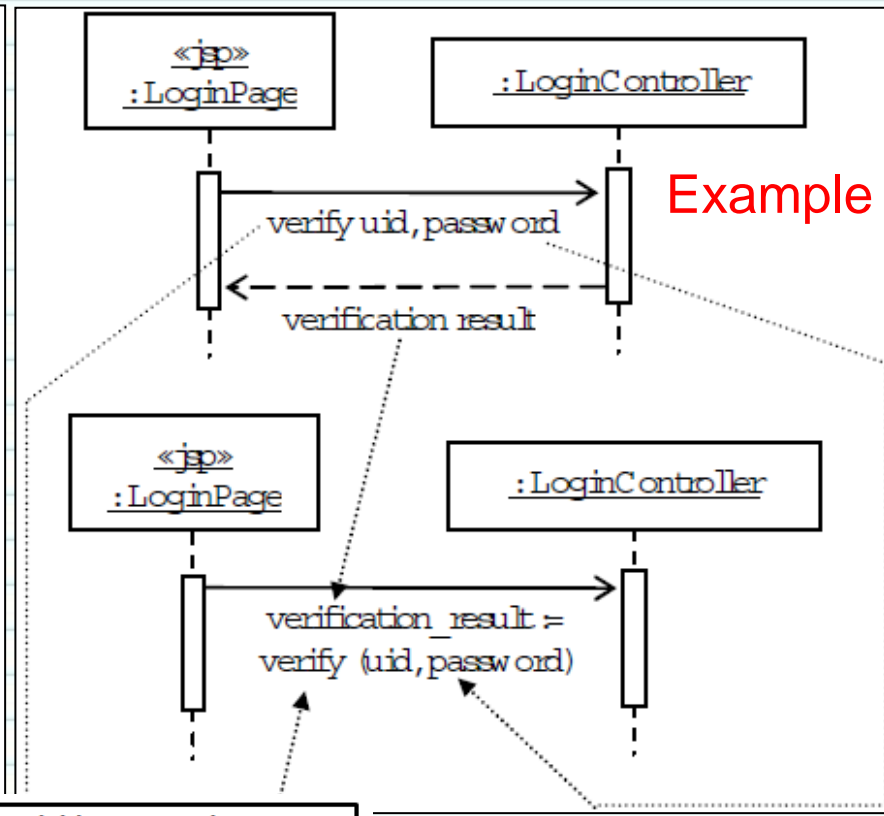 «jsp»
:LoginPage
:LoginController
Example
verify uid, password
verification result
«jsp»
:LoginPage
:LoginController
verification_result :=
verify (uid, password)